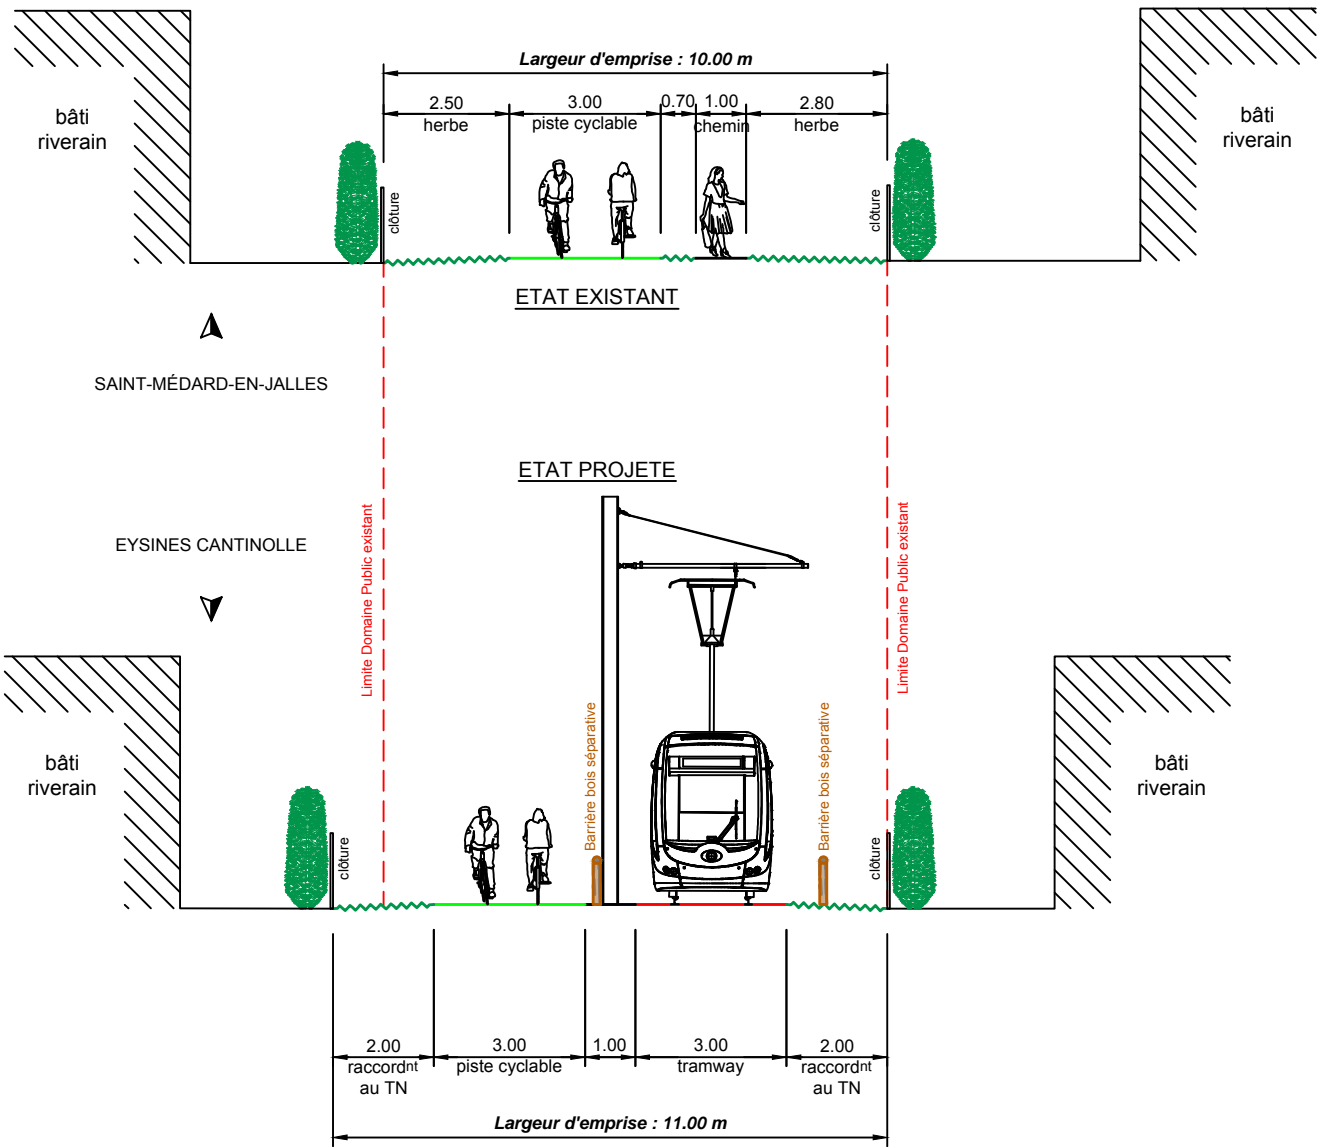 Largeur d'emprise : 10.00 m
2.50
3.00
0.70
1.00
2.80
herbe
piste cyclable
chemin
herbe
bâti
riverain
bâti
riverain
clôture
clôture
ETAT EXISTANT
SAINT-MÉDARD-EN-JALLES
ETAT PROJETE
EYSINES CANTINOLLE
Limite Domaine Public existant
Limite Domaine Public existant
Barrière bois séparative
Barrière bois séparative
bâti
riverain
bâti
riverain
clôture
clôture
2.00
3.00
1.00
3.00
2.00
raccordnt
au TN
piste cyclable
tramway
raccordnt
au TN
Largeur d'emprise : 11.00 m